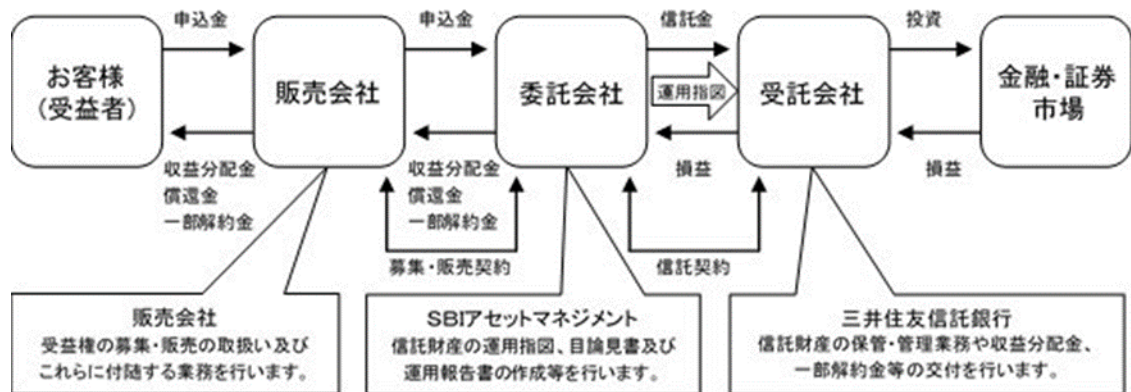 申込金
申込金
信託金
投資
お客様
(受益者)
販売会社
委託会社
運用指図
受託会社
金融・証券
市場
収益分配金
償還金
一部解約金
収益分配金
償還金
一部解約金
損益
損益
募集・販売契約
信託契約
販売会社
受益権の募集・販売の取扱い及び
これらに付随する業務を行います。
SBIアセットマネジメント
信託財産の運用指図、目論見書及び
運用報告書の作成等を行います。
三井住友信託銀行
信託財産の保管・管理業務や収益分配金、
一部解約金等の交付を行います。